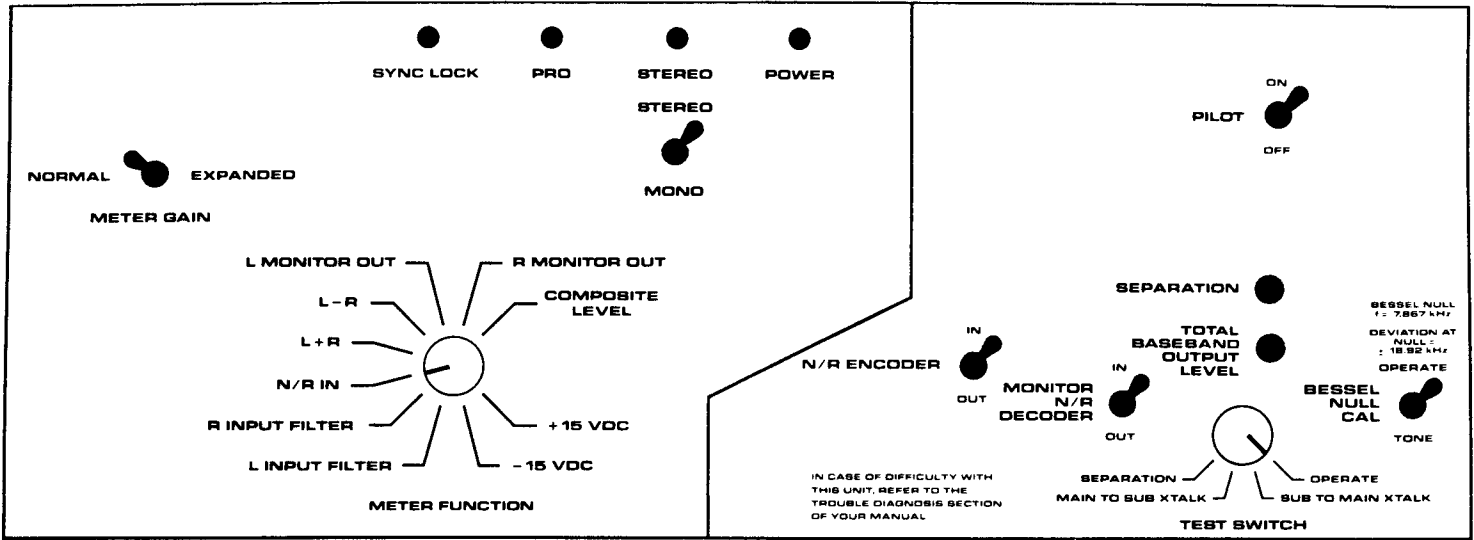 SYNC LOCK
PRO
STEREO
POWER
STEREO
MONO
NORMAL
EXPANDED
METER GAIN
L MONITOR OUT
R MONITOR OUT
L-R
COMPOSITE
LEVEL
L+R
N/R IN
R INPUT FILTER
+15 VDC
L INPUT FILTER
-15 VDC
METER FUNCTION
ON
PILOT
OFF
SEPARATION
TOTAL
BASEBAND
OUTPUT
LEVEL
BESSEL NULL
f = 7.867 kHz
DEVIATION AT
NULL =
± 18.92 kHz
IN
N/R ENCODER
OUT
IN
MONITOR
N/R
DECODER
OUT
OPERATE
BESSEL
NULL
CAL
TONE
SEPARATION
OPERATE
MAIN TO SUB XTALK
SUB TO MAIN XTALK
TEST SWITCH
IN CASE OF DIFFICULTY WITH
THIS UNIT, REFER TO THE
TROUBLE DIAGNOSIS SECTION
OF YOUR MANUAL